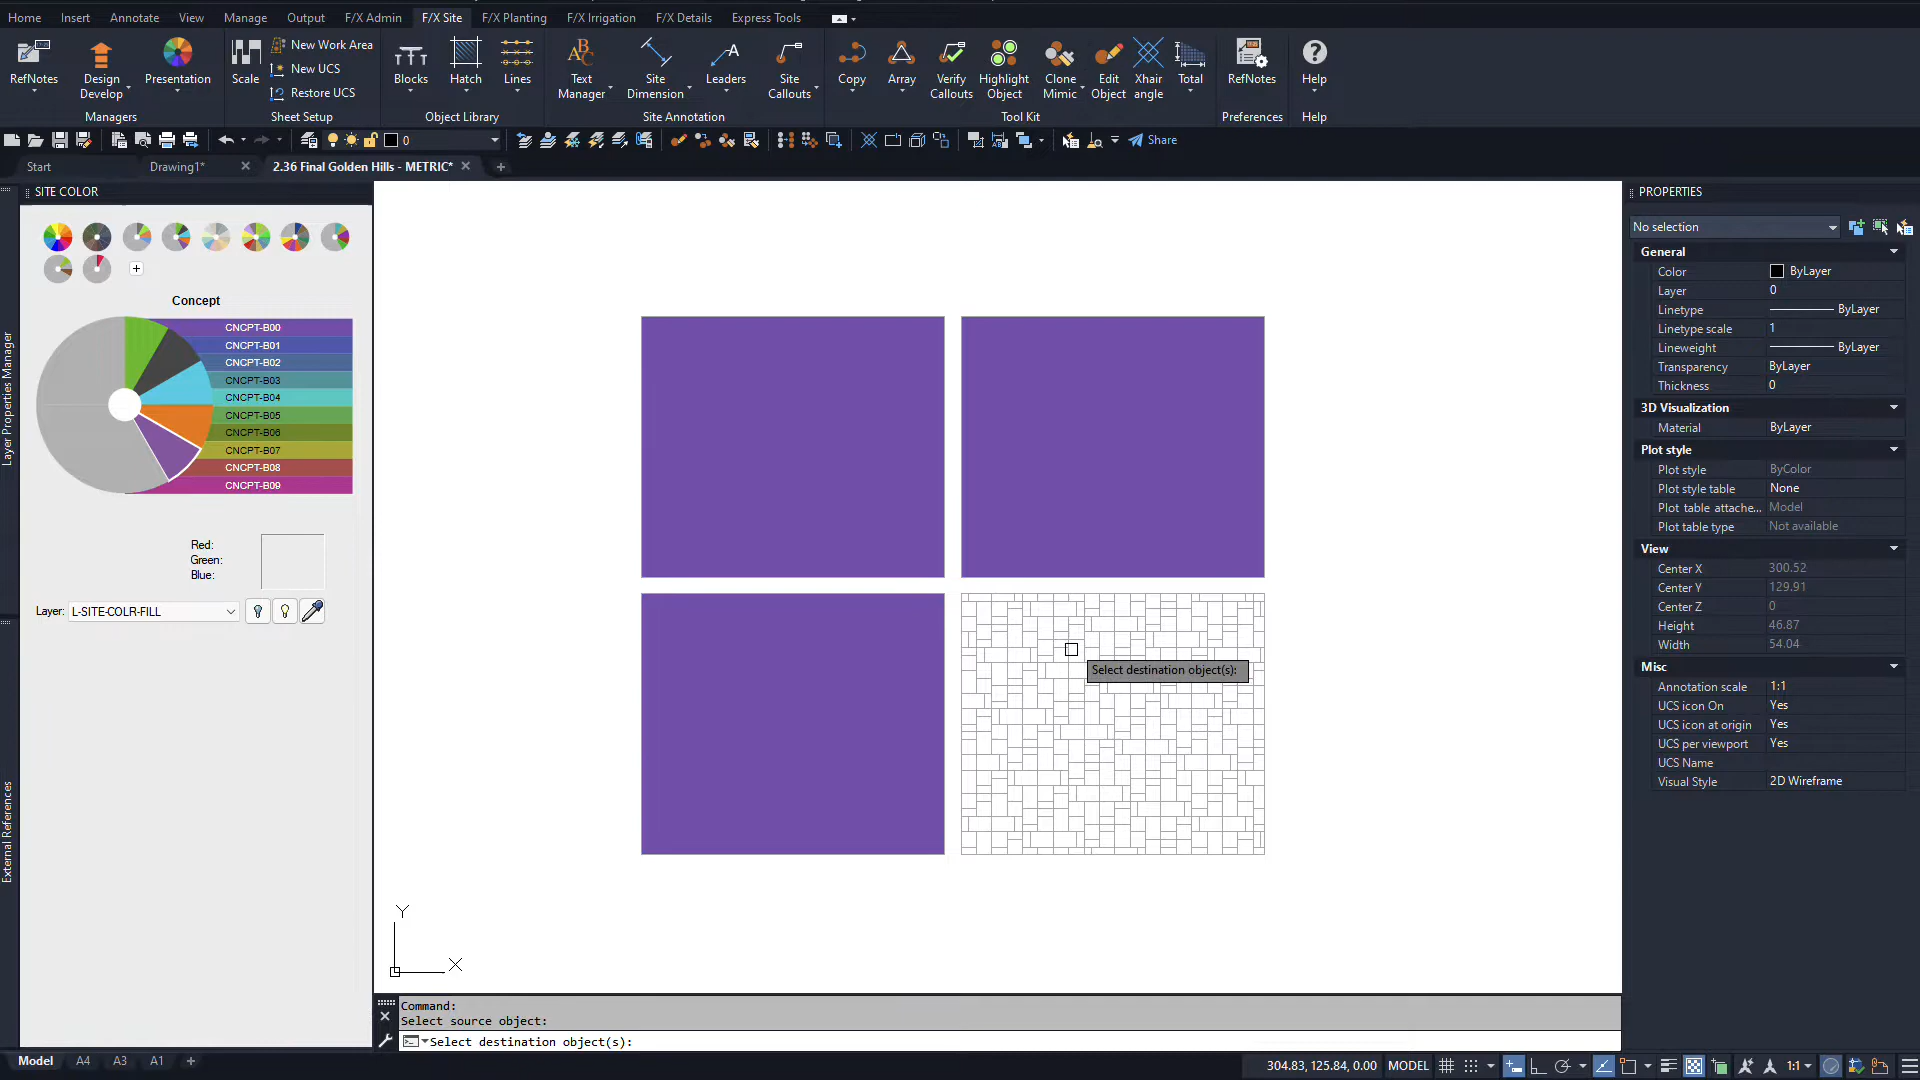 Home Insert Annotate View Manage Output F/X Admin F/X Site F/X Planting F/X Irrigation F/X Details Express Tools
RefNotes
Design Develop
Presentation
Managers
Scale
New Work Area
New UCS
Restore UCS
Sheet Setup
Blocks
Hatch
Lines
Object Library
Text Manager
Site Dimension
Leaders
Site Callouts
Site Annotation
Copy
Array
Verify Callouts
Highlight Object
Clone Mimic
Edit Object
Xhair angle
Total
Tool Kit
RefNotes
Preferences
Help
Help
0
Share
Start
Drawing1*
2.36 Final Golden Hills - METRIC*
Layer Properties Manager
External References
SITE COLOR
Concept
CNCPT-B00
CNCPT-B01
CNCPT-B02
CNCPT-B03
CNCPT-B04
CNCPT-B05
CNCPT-B06
CNCPT-B07
CNCPT-B08
CNCPT-B09
Red:
Green:
Blue:
Layer: L-SITE-COLR-FILL
Select destination object(s):
Y
X
Command:
Select source object:
Select destination object(s):
PROPERTIES
No selection
General
Color ByLayer
Layer 0
Linetype ByLayer
Linetype scale 1
Lineweight ByLayer
Transparency ByLayer
Thickness 0
3D Visualization
Material ByLayer
Plot style
Plot style ByColor
Plot style table None
Plot table attache... Model
Plot table type Not available
View
Center X 300.52
Center Y 129.91
Center Z 0
Height 46.87
Width 54.04
Misc
Annotation scale 1:1
UCS icon On Yes
UCS icon at origin Yes
UCS per viewport Yes
UCS Name
Visual Style 2D Wireframe
Model A4 A3 A1
304.83, 125.84, 0.00 MODEL 1:1